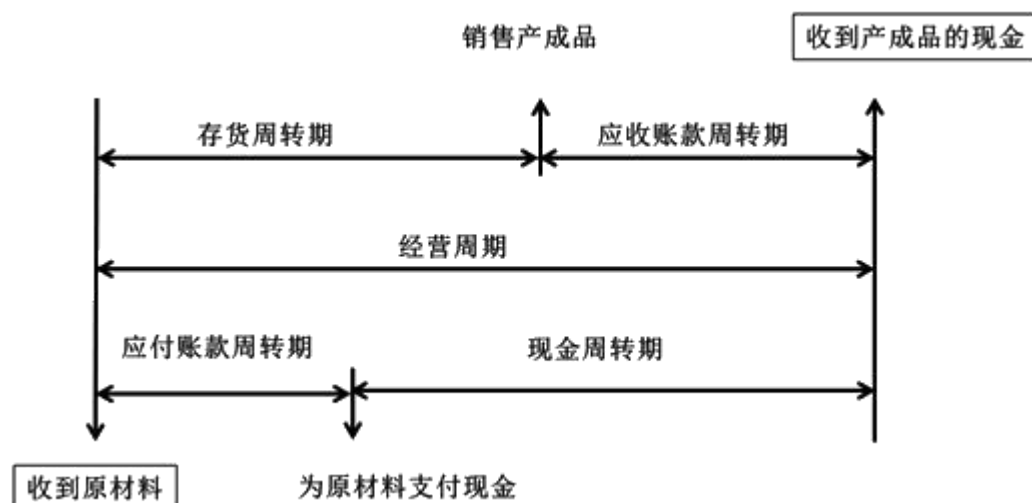 销售产成品
收到产成品的现金
存货周转期
应收账款周转期
经营周期
应付账款周转期
现金周转期
收到原材料
为原材料支付现金